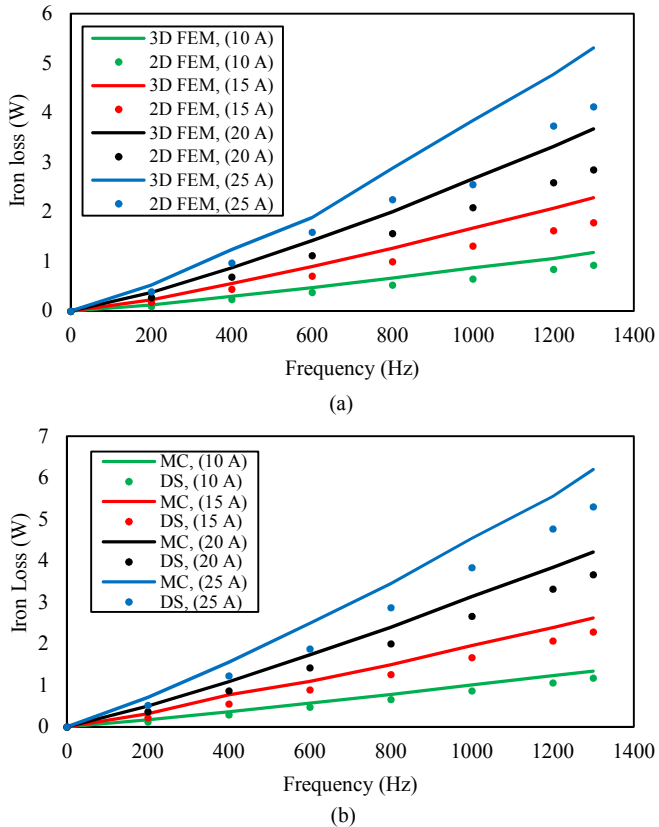 6
5
4
3
2
1
0
Iron loss (W)
3D FEM, (10 A)
2D FEM, (10 A)
3D FEM, (15 A)
2D FEM, (15 A)
3D FEM, (20 A)
2D FEM, (20 A)
3D FEM, (25 A)
2D FEM, (25 A)
0 200 400 600 800 1000 1200 1400
Frequency (Hz)
(a)
7
6
5
4
3
2
1
0
Iron Loss (W)
MC, (10 A)
DS, (10 A)
MC, (15 A)
DS, (15 A)
MC, (20 A)
DS, (20 A)
MC, (25 A)
DS, (25 A)
0 200 400 600 800 1000 1200 1400
Frequency (Hz)
(b)